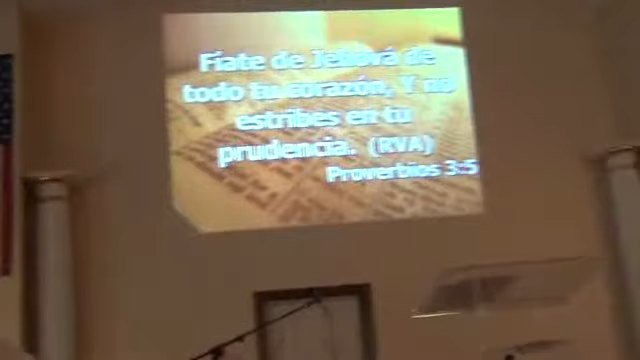 Fíate de Jehová de
todo tu corazón, Y no
estribes en tu
prudencia. (RVA)
Proverbios 3:5